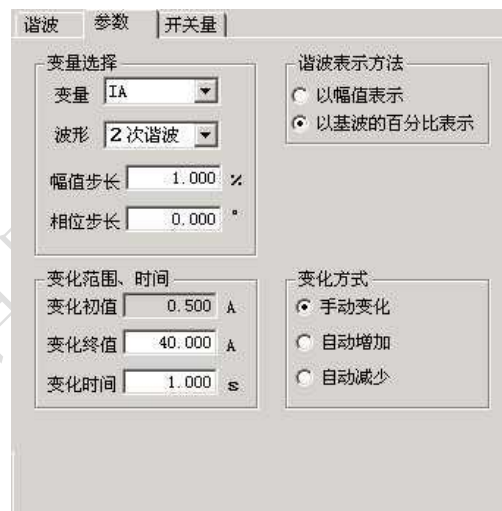 谐波 参数 开关量
变量选择
变量 IA
波形 2次谐波
幅值步长 1.000 %
相位步长 0.000 °
谐波表示方法
以幅值表示
以基波的百分比表示
变化范围、时间
变化初值 0.500 A
变化终值 40.000 A
变化时间 1.000 s
变化方式
手动变化
自动增加
自动减少